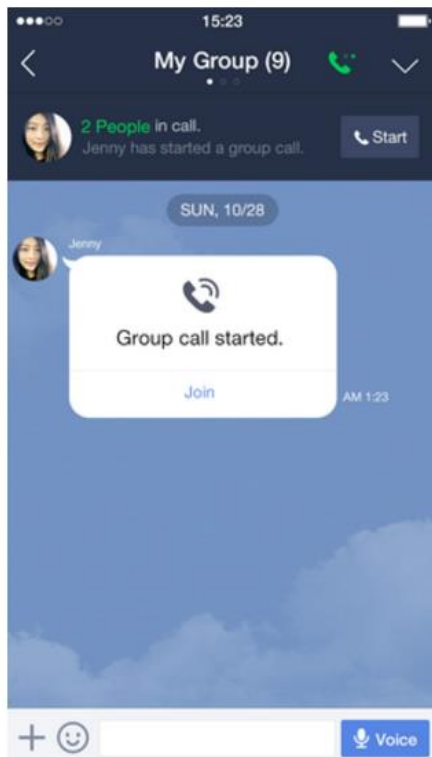 15:23
My Group (9)
2 People in call.
Jenny has started a group call.
Start
SUN, 10/28
Jenny
Group call started.
Join
AM 1:23
Voice